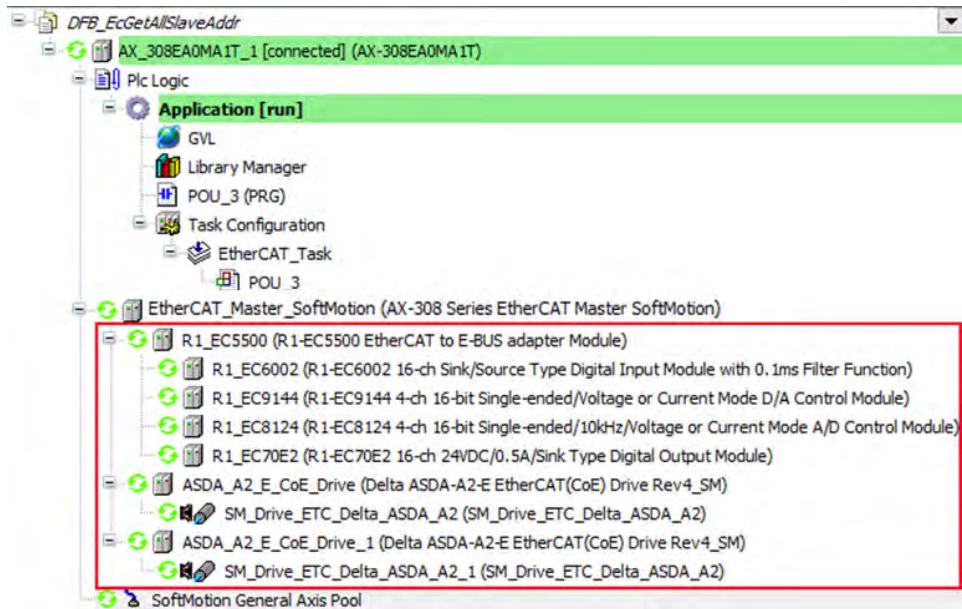 DFB_EcGetAllSlaveAddr
AX_308EA0MA1T_1 [connected] (AX-308EA0MA1T)
Plc Logic
Application [run]
GVL
Library Manager
POU_3 (PRG)
Task Configuration
EtherCAT_Task
POU_3
EtherCAT_Master_SoftMotion (AX-308 Series EtherCAT Master SoftMotion)
R1_EC5500 (R1-EC5500 EtherCAT to E-BUS adapter Module)
R1_EC6002 (R1-EC6002 16-ch Sink/Source Type Digital Input Module with 0.1ms Filter Function)
R1_EC9144 (R1-EC9144 4-ch 16-bit Single-ended/Voltage or Current Mode D/A Control Module)
R1_EC8124 (R1-EC8124 4-ch 16-bit Single-ended/10kHz/Voltage or Current Mode A/D Control Module)
R1_EC70E2 (R1-EC70E2 16-ch 24VDC/0.5A/Sink Type Digital Output Module)
ASDA_A2_E_CoE_Drive (Delta ASDA-A2-E EtherCAT(CoE) Drive Rev4_SM)
SM_Drive_ETC_Delta_ASDA_A2 (SM_Drive_ETC_Delta_ASDA_A2)
ASDA_A2_E_CoE_Drive_1 (Delta ASDA-A2-E EtherCAT(CoE) Drive Rev4_SM)
SM_Drive_ETC_Delta_ASDA_A2_1 (SM_Drive_ETC_Delta_ASDA_A2)
SoftMotion General Axis Pool